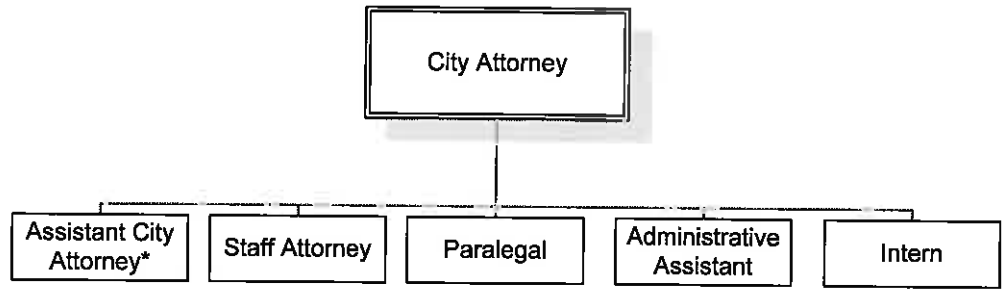 City Attorney
Assistant City
Attorney*
Staff Attorney
Paralegal
Administrative
Assistant
Intern